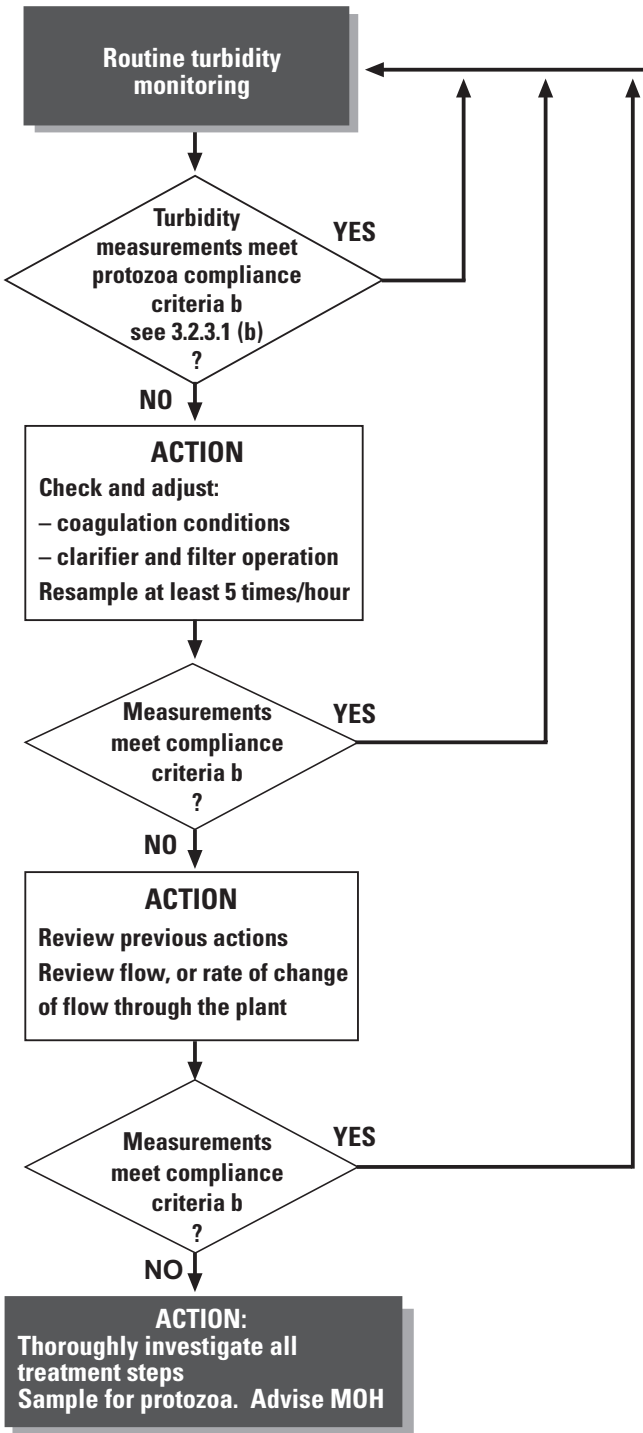 Routine turbidity
monitoring
Turbidity
measurements meet
protozoa compliance
criteria b
see 3.2.3.1 (b)
?
YES
NO
ACTION
Check and adjust:
– coagulation conditions
– clarifier and filter operation
Resample at least 5 times/hour
Measurements
meet compliance
criteria b
?
YES
NO
ACTION
Review previous actions
Review flow, or rate of change
of flow through the plant
Measurements
meet compliance
criteria b
?
YES
NO
ACTION:
Thoroughly investigate all
treatment steps
Sample for protozoa. Advise MOH